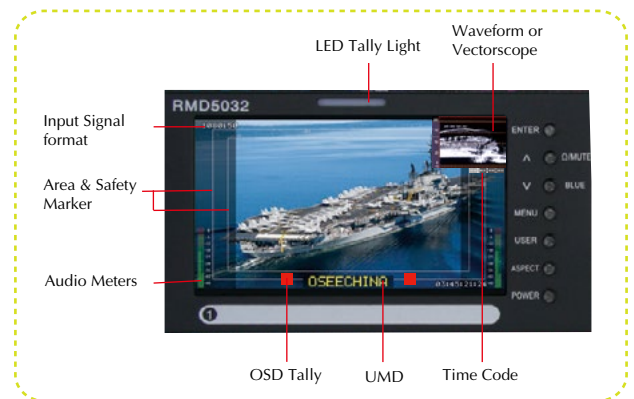 LED Tally Light
Waveform or
Vectorscope
RMD5032
Input Signal
format
ENTER
O/MUTE
BLUE
Area & Safety
Marker
MENU
USER
Audio Meters
ASPECT
OSEECHINA
POWER
1
OSD Tally
UMD
Time Code